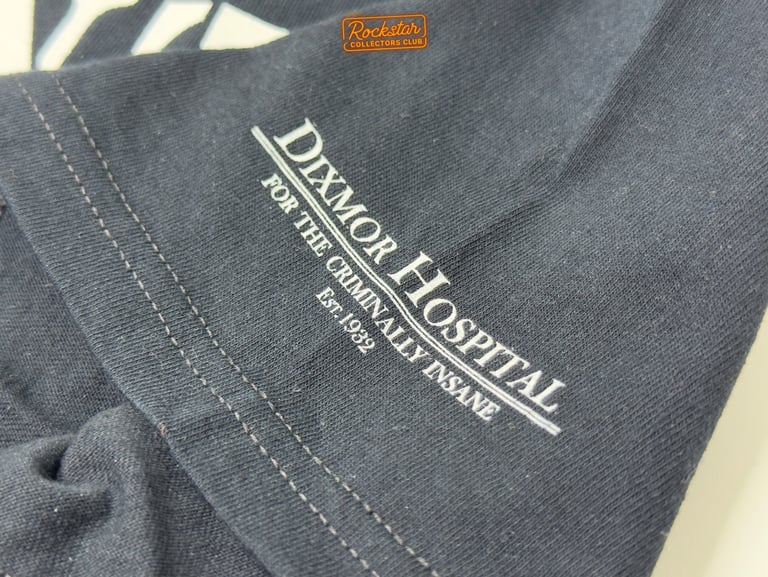 Rockstar
COLLECTORS CLUB
DIXMOR HOSPITAL
FOR THE CRIMINALLY INSANE
EST. 1932